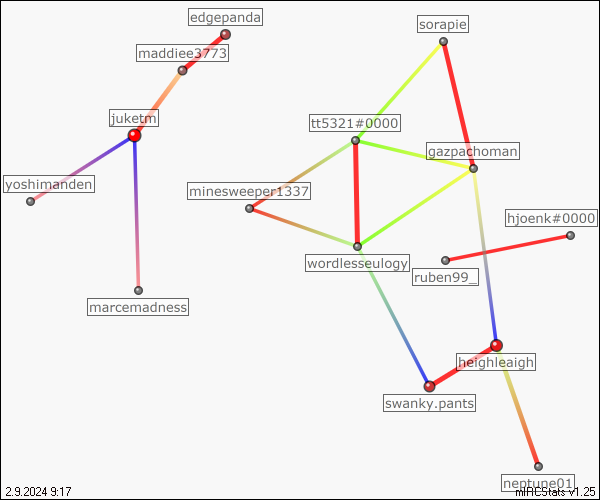 edgepanda
sorapie
maddiee3773
juketm
tt5321#0000
gazpachoman
yoshimanden
minesweeper1337
hjoenk#0000
wordlesseulogy
ruben99_
marcemadness
heighleaigh
swanky.pants
neptune01
2.9.2024 9:17
mIRCStats v1.25